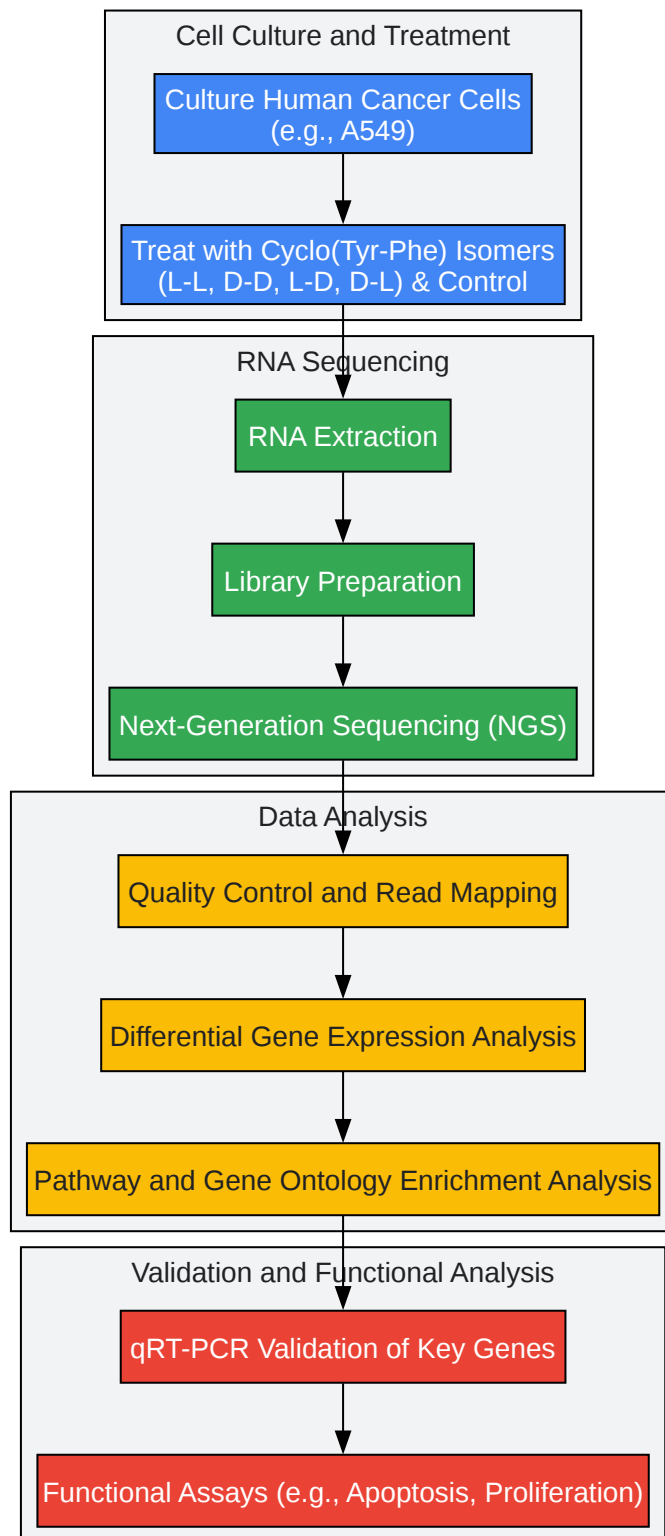 Cell Culture and Treatment
Culture Human Cancer Cells
(e.g., A549)
Treat with Cyclo(Tyr-Phe) Isomers
(L-L, D-D, L-D, D-L) & Control
RNA Sequencing
RNA Extraction
Library Preparation
Next-Generation Sequencing (NGS)
Data Analysis
Quality Control and Read Mapping
Differential Gene Expression Analysis
Pathway and Gene Ontology Enrichment Analysis
Validation and Functional Analysis
qRT-PCR Validation of Key Genes
Functional Assays (e.g., Apoptosis, Proliferation)